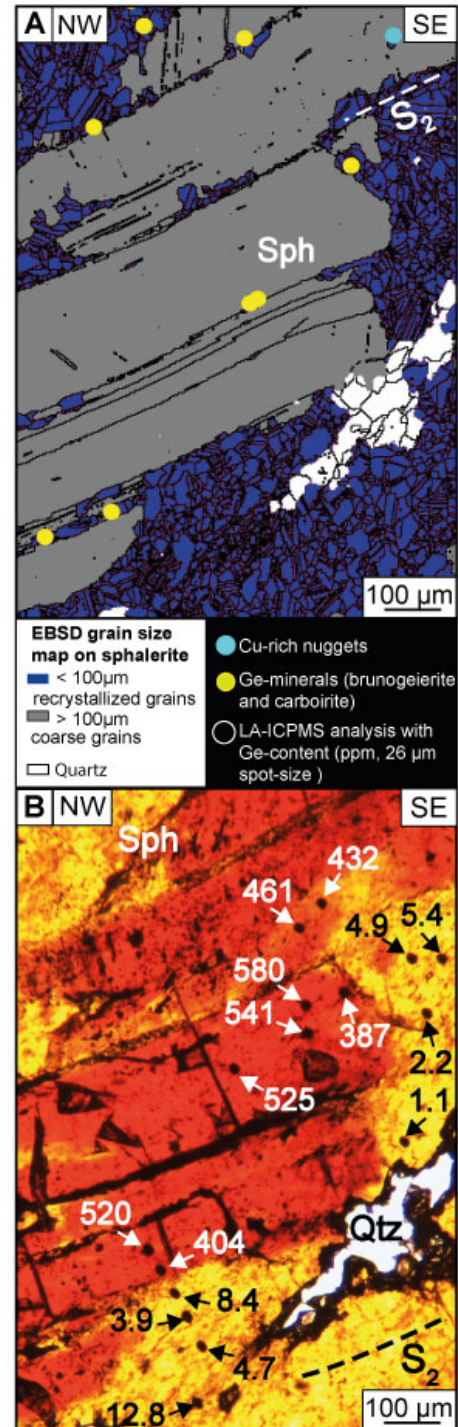 A NW
SE
S2
Sph
100 µm
EBSD grain size
map on sphalerite
< 100µm
recrystallized grains
> 100µm
coarse grains
Quartz
Cu-rich nuggets
Ge-minerals (brunogeierite
and carboirite)
LA-ICPMS analysis with
Ge-content (ppm, 26 µm
spot-size )
B NW
SE
Sph
432
461
4.9
5.4
580
541
387
2.2
525
1.1
520
404
Qtz
8.4
3.9
4.7
S2
12.8
100 µm